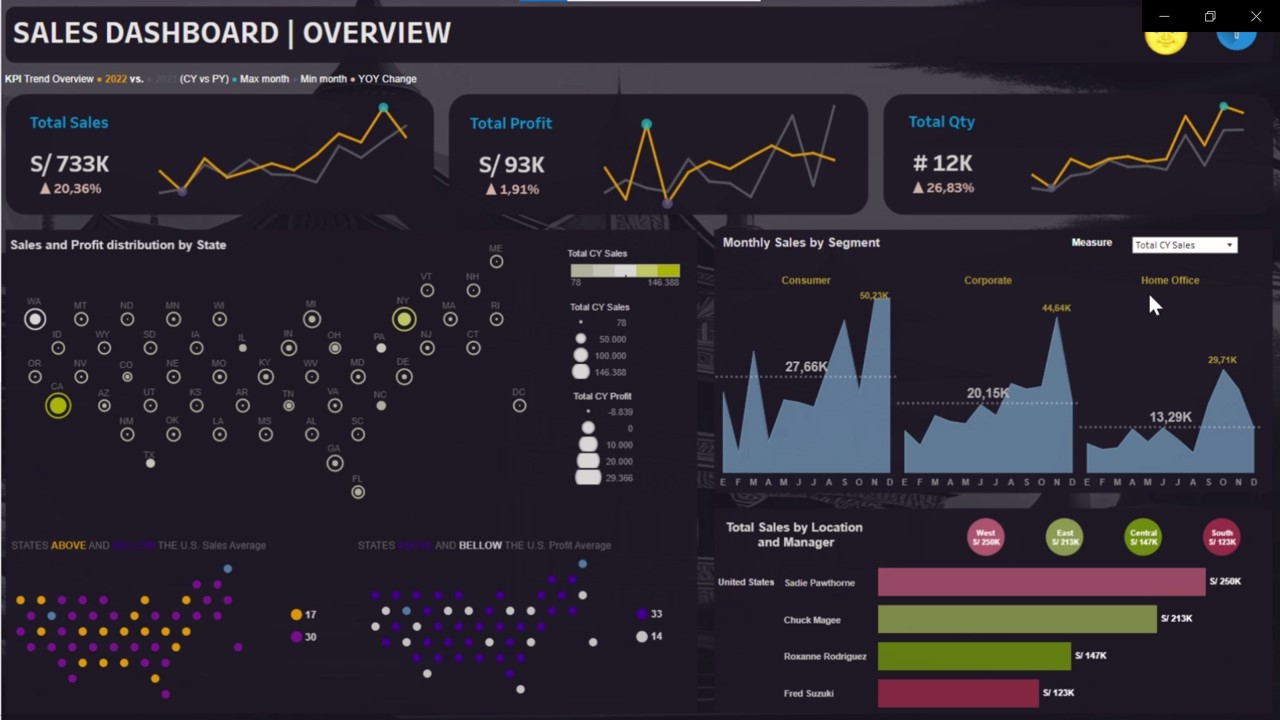 SALES DASHBOARD | OVERVIEW
KPI Trend Overview • 2022 vs. • 2021 (CY vs PY) • Max month • Min month • YOY Change
Total Sales
S/ 733K
▲ 20,36%
Total Profit
S/ 93K
▲ 1,91%
Total Qty
# 12K
▲ 26,83%
Sales and Profit distribution by State
ME
VT NH
WA MT ND MN WI MI NY MA RI
ID WY SD IA IL IN OH PA NJ CT
OR NV CO NE MO KY WV MD DE
CA AZ UT KS AR TN VA NC DC
NM OK LA MS AL SC
TX GA
FL
Total CY Sales
78 146.388
Total CY Sales
78
50.000
100.000
146.388
Total CY Profit
-8.839
0
10.000
20.000
29.366
Monthly Sales by Segment
Measure
Total CY Sales
Consumer Corporate Home Office
50,23K
44,64K
29,71K
27,66K
20,15K
13,29K
E F M A M J J A S O N D E F M A M J J A S O N D E F M A M J J A S O N D
STATES ABOVE AND BELLOW THE U.S. Sales Average
17
30
STATES ABOVE AND BELLOW THE U.S. Profit Average
33
14
Total Sales by Location
and Manager
West
S/ 250K
East
S/ 213K
Central
S/ 147K
South
S/ 123K
United States Sadie Pawthorne S/ 250K
Chuck Magee S/ 213K
Roxanne Rodriguez S/ 147K
Fred Suzuki S/ 123K